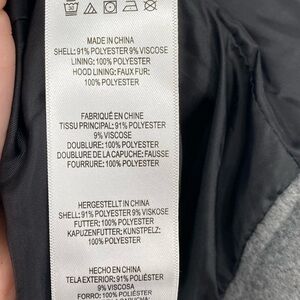 MADE IN CHINA
SHELL: 91% POLYESTER 9% VISCOSE
LINING: 100% POLYESTER
HOOD LINING: FAUX FUR:
100% POLYESTER
FABRIQUÉ EN CHINE
TISSU PRINCIPAL: 91% POLYESTER
9% VISCOSE
DOUBLURE: 100% POLYESTER
DOUBLURE DE LA CAPUCHE: FAUSSE
FOURRURE: 100% POLYESTER
HERGESTELLT IN CHINA
SHELL: 91% POLYESTER 9% VISKOSE
FUTTER: 100% POLYESTER
KAPUZENFUTTER: KUNSTPELZ:
100% POLYESTER
HECHO EN CHINA
TELA EXTERIOR: 91% POLIÉSTER
9% VISCOSA
FORRO: 100% POLIÉSTER